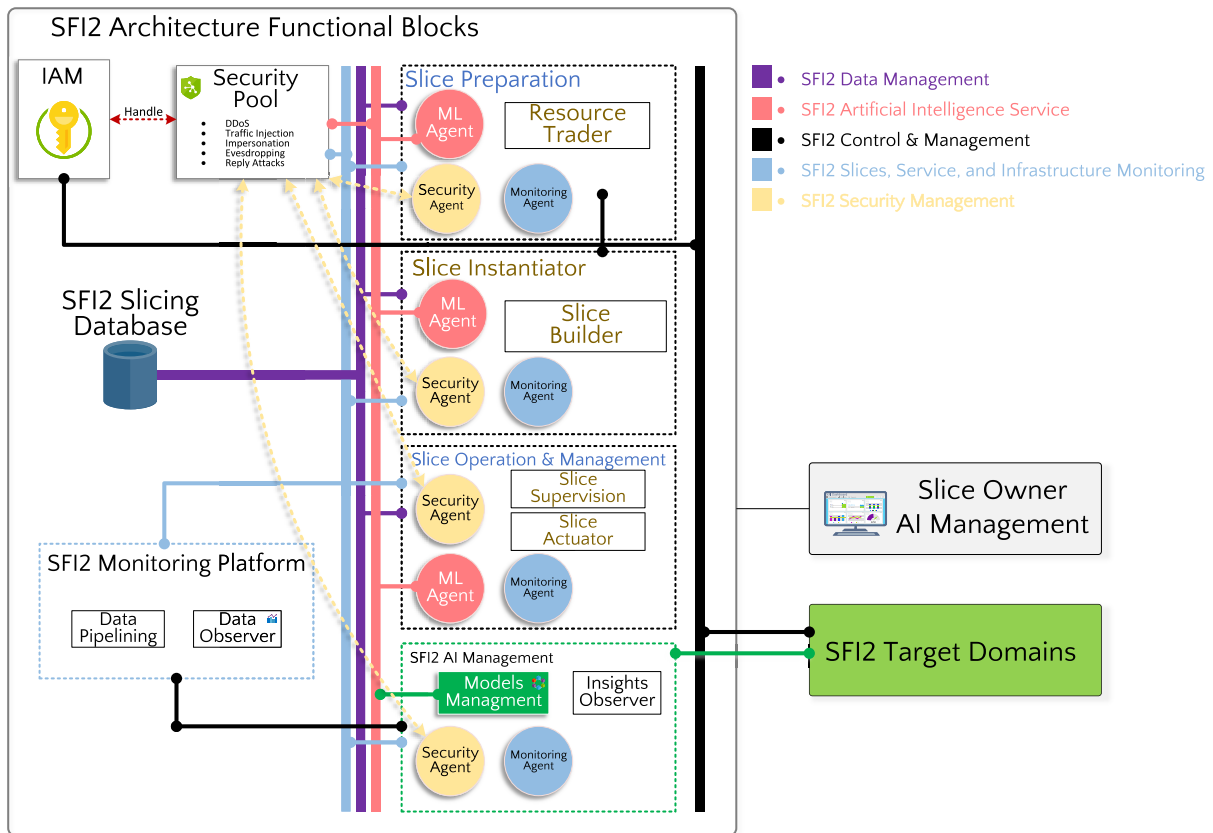 SFI2 Architecture Functional Blocks
IAM
Handle
Security
Pool
• DDoS
• Traffic Injection
• Impersonation
• Evesdropping
• Reply Attacks
Slice Preparation
ML
Agent
Resource
Trader
Security
Agent
Monitoring
Agent
SFI2 Data Management
SFI2 Artificial Intelligence Service
SFI2 Control & Management
SFI2 Slices, Service, and Infrastructure Monitoring
SFI2 Security Management
Slice Instantiator
ML
Agent
Slice
Builder
Security
Agent
Monitoring
Agent
SFI2 Slicing
Database
Slice Operation & Management
Security
Agent
Slice
Supervision
Slice
Actuator
ML
Agent
Monitoring
Agent
SFI2 Monitoring Platform
Data
Pipelining
Data
Observer
SFI2 AI Management
Models
Managment
Insights
Observer
Security
Agent
Monitoring
Agent
Slice Owner
AI Management
SFI2 Target Domains